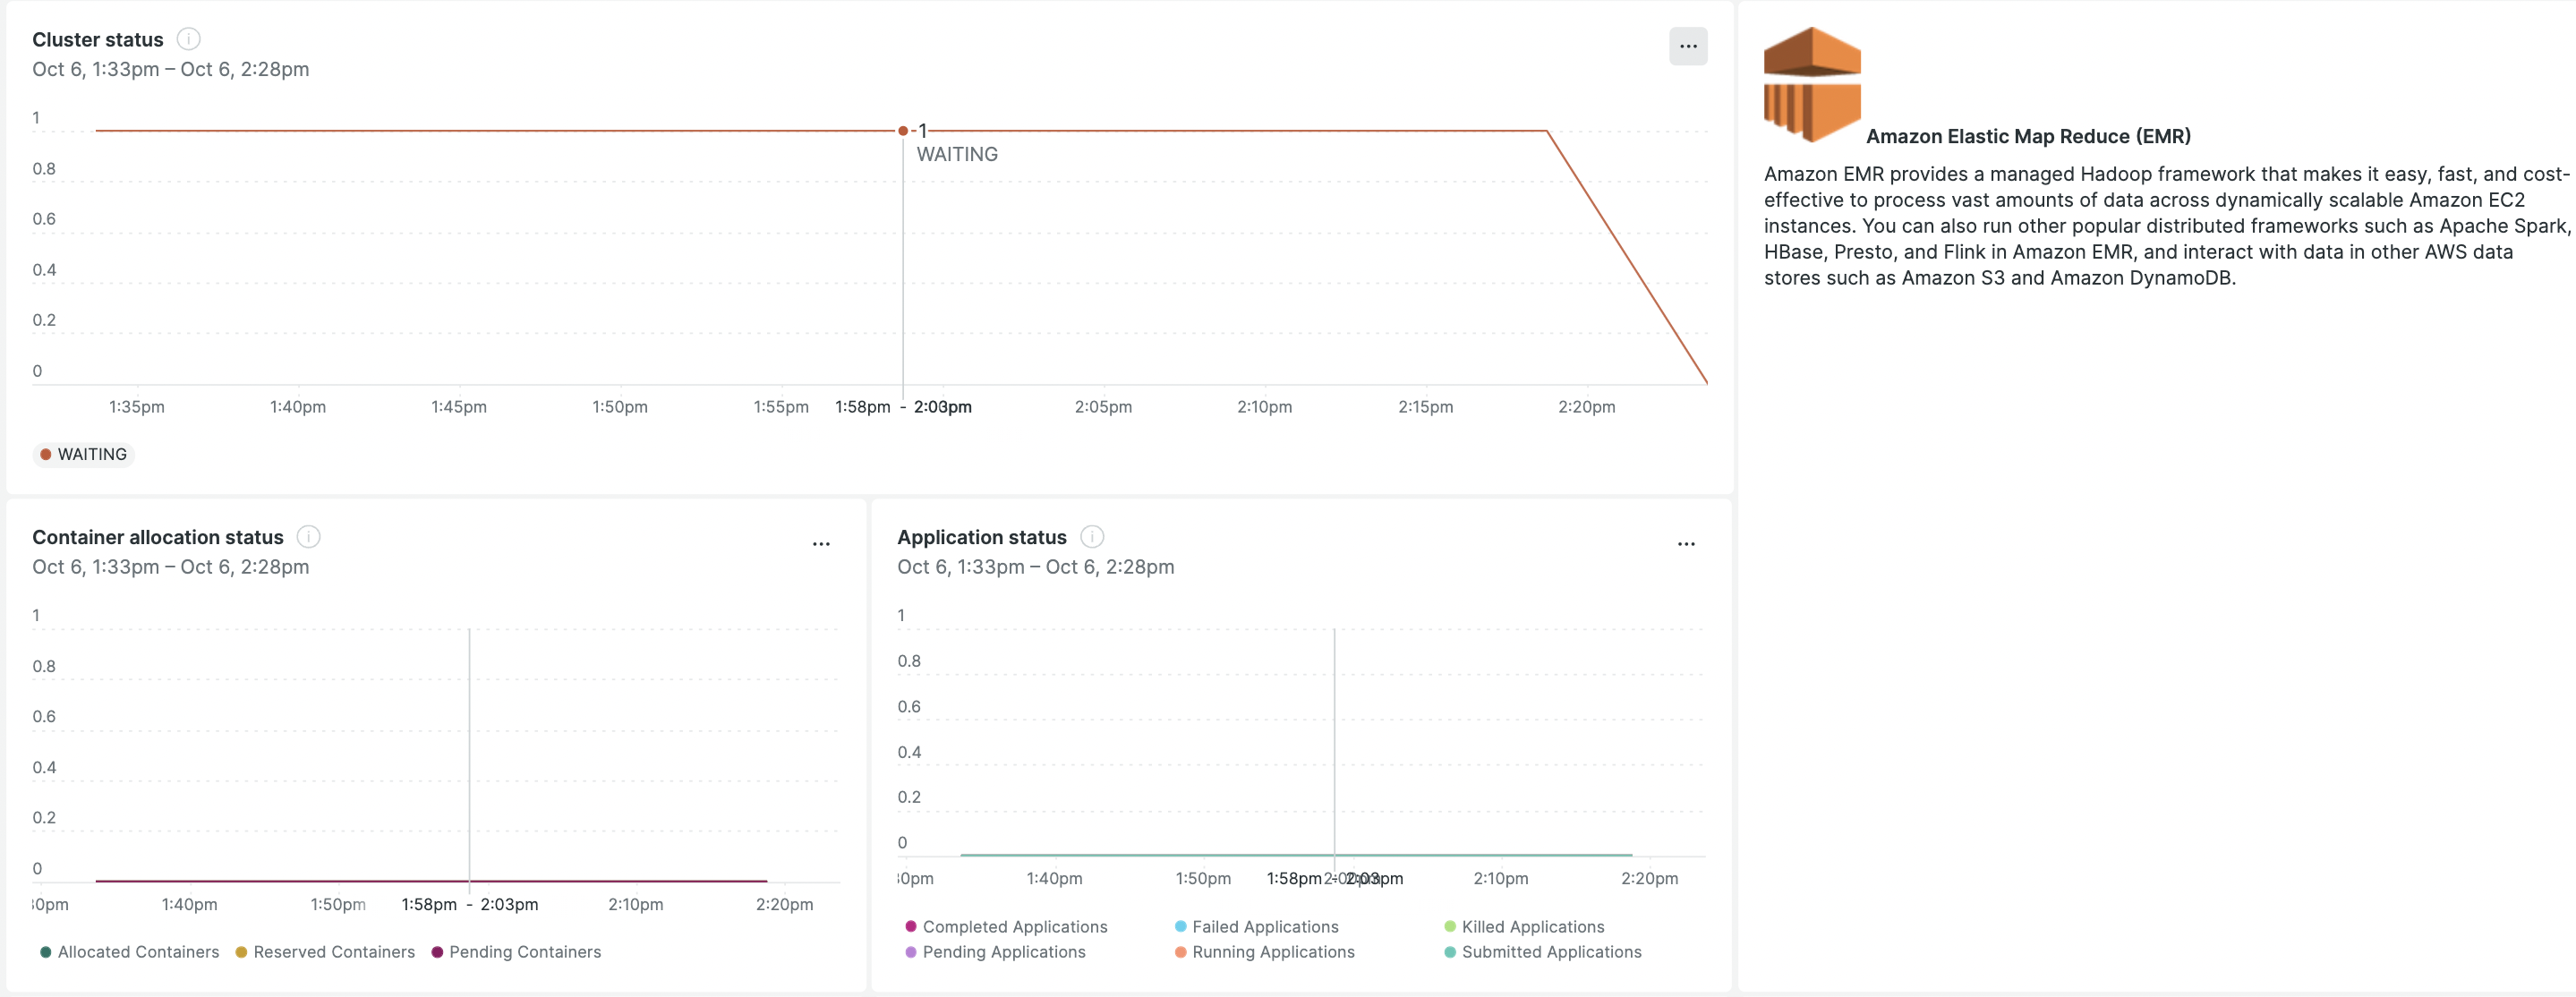 Cluster status
Oct 6, 1:33pm – Oct 6, 2:28pm
1
0.8
0.6
0.4
0.2
0
1
WAITING
1:35pm 1:40pm 1:45pm 1:50pm 1:55pm 1:58pm - 2:03pm 2:05pm 2:10pm 2:15pm 2:20pm
WAITING
Amazon Elastic Map Reduce (EMR)
Amazon EMR provides a managed Hadoop framework that makes it easy, fast, and cost-
effective to process vast amounts of data across dynamically scalable Amazon EC2
instances. You can also run other popular distributed frameworks such as Apache Spark,
HBase, Presto, and Flink in Amazon EMR, and interact with data in other AWS data
stores such as Amazon S3 and Amazon DynamoDB.
Container allocation status
Oct 6, 1:33pm – Oct 6, 2:28pm
1
0.8
0.6
0.4
0.2
0
0pm 1:40pm 1:50pm 1:58pm - 2:03pm 2:10pm 2:20pm
Allocated Containers Reserved Containers Pending Containers
Application status
Oct 6, 1:33pm – Oct 6, 2:28pm
1
0.8
0.6
0.4
0.2
0
0pm 1:40pm 1:50pm 1:58pm - 2:03pm 2:10pm 2:20pm
Completed Applications Failed Applications Killed Applications
Pending Applications Running Applications Submitted Applications